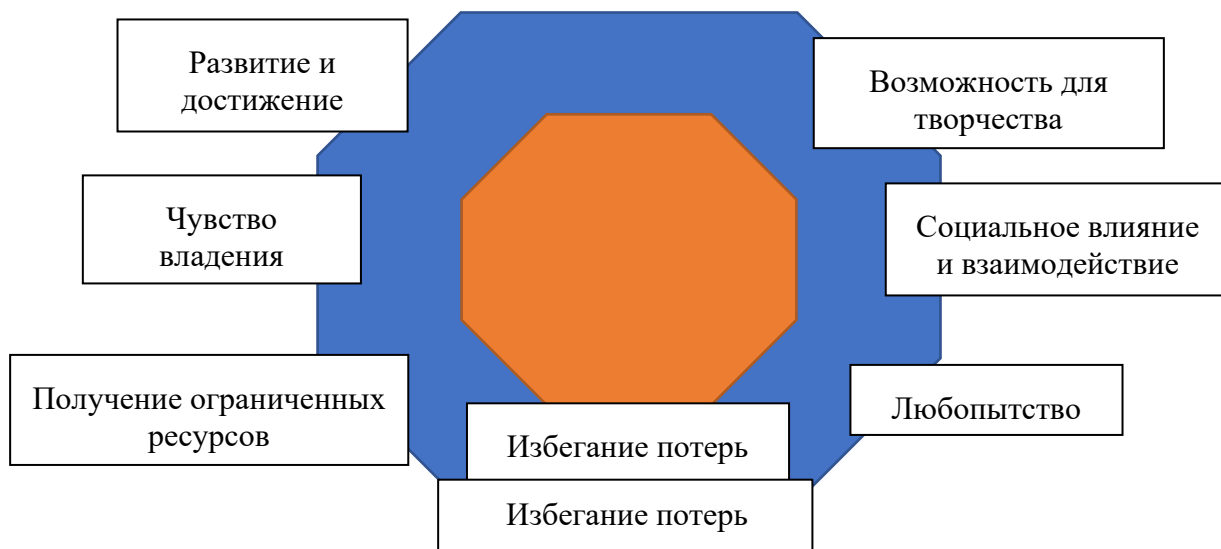 Развитие и
достижение
Возможность для
творчества
Чувство
владения
Социальное влияние
и взаимодействие
Получение ограниченных
ресурсов
Любопытство
Избегание потерь
Избегание потерь